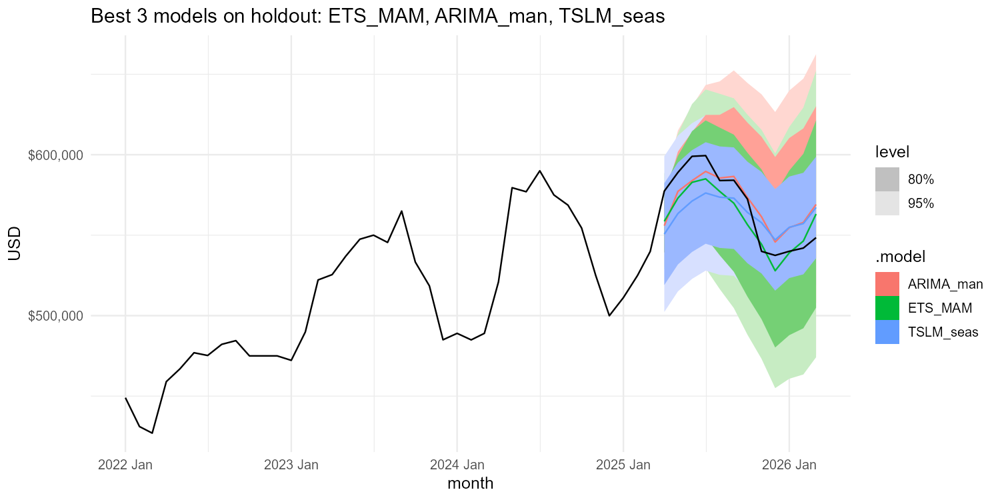 Best 3 models on holdout: ETS_MAM, ARIMA_man, TSLM_seas
USD
$600,000
$500,000
2022 Jan
2023 Jan
2024 Jan
2025 Jan
2026 Jan
month
level
80%
95%
.model
ARIMA_man
ETS_MAM
TSLM_seas